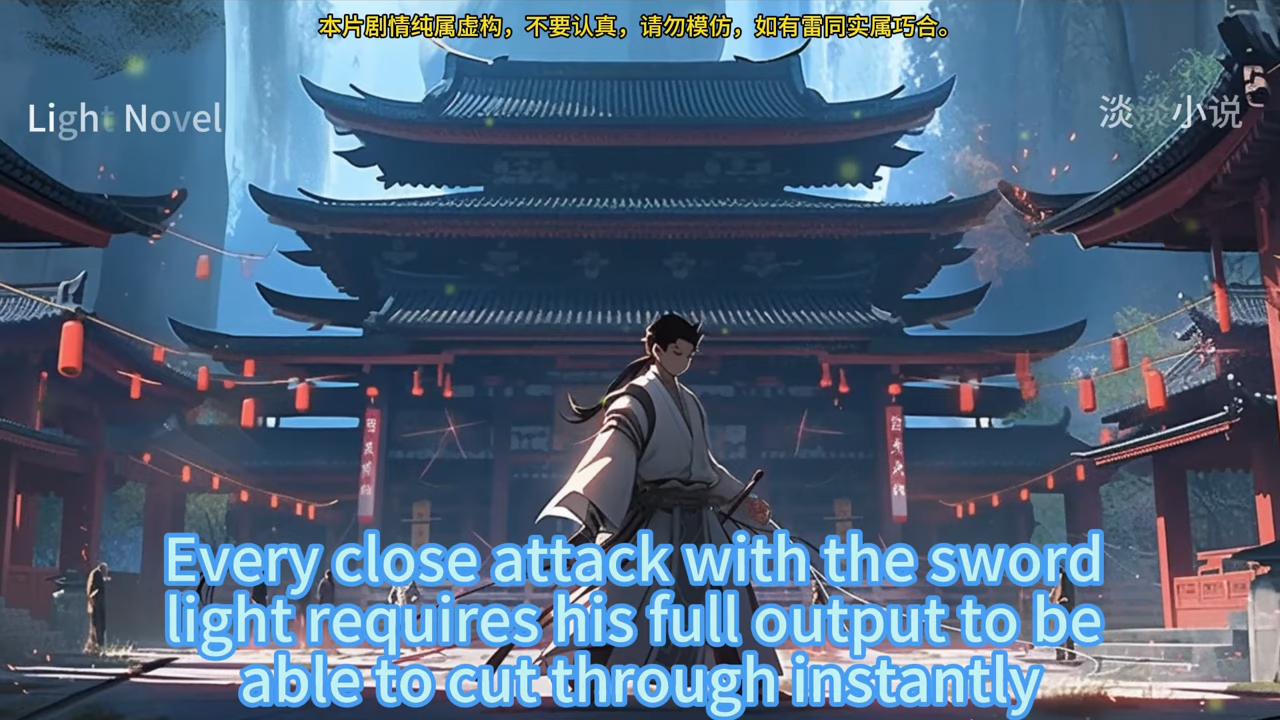 本片剧情纯属虚构，不要认真，请勿模仿，如有雷同实属巧合。
Light Novel
淡淡小说
Every close attack with the sword
light requires his full output to be
able to cut through instantly